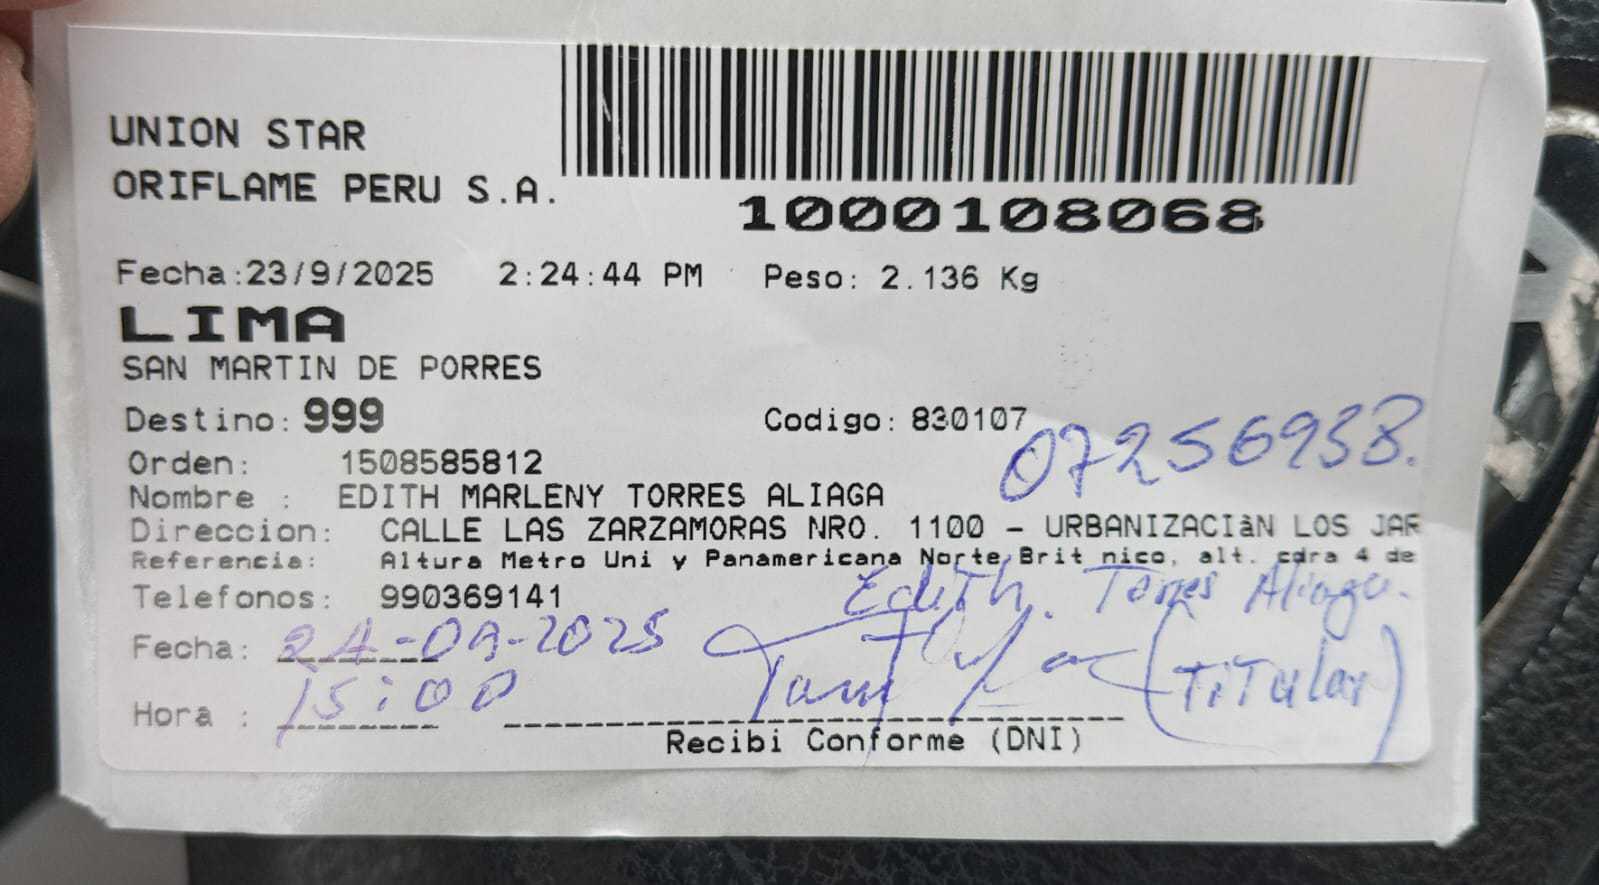 UNION STAR
ORIFLAME PERU S.A.
1000108068
Fecha:23/9/2025 2:24:44 PM Peso: 2.136 Kg
LIMA
SAN MARTIN DE PORRES
Destino: 999 Codigo: 830107
07256938.
Orden: 1508585812
Nombre : EDITH MARLENY TORRES ALIAGA
Direccion: CALLE LAS ZARZAMORAS NRO. 1100 - URBANIZACIàN LOS JAR
Referencia: Altura Metro Uni y Panamericana Norte Brit nico, alt. cdra 4 de
Telefonos: 990369141
Edith. Torres Aliaga.
Fecha: 24-09-2025
(Titular)
Hora : 15:00
Recibi Conforme (DNI)